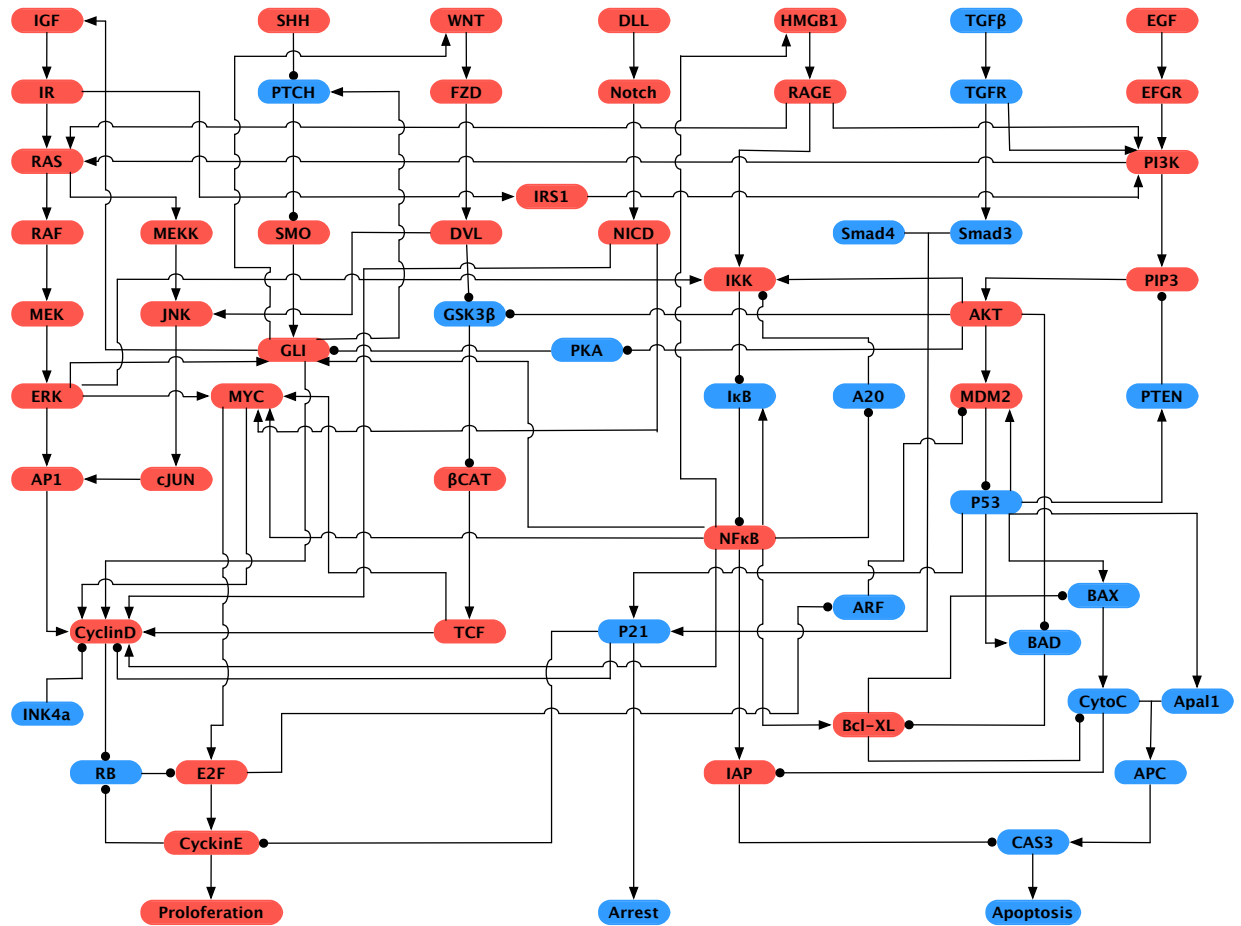 IGF SHH WNT DLL HMGB1 TGFβ EGF
IR PTCH FZD Notch RAGE TGFR EFGR
RAS PI3K
IRS1
RAF MEKK SMO DVL NICD Smad4 Smad3
IKK PIP3
MEK JNK GSK3β AKT
GLI PKA
ERK MYC IκB A20 MDM2 PTEN
AP1 cJUN βCAT
P53
NFκB
ARF BAX
CyclinD TCF P21 BAD
INK4a CytoC Apal1
Bcl-XL
RB E2F IAP APC
CyckinE CAS3
Proloferation Arrest Apoptosis